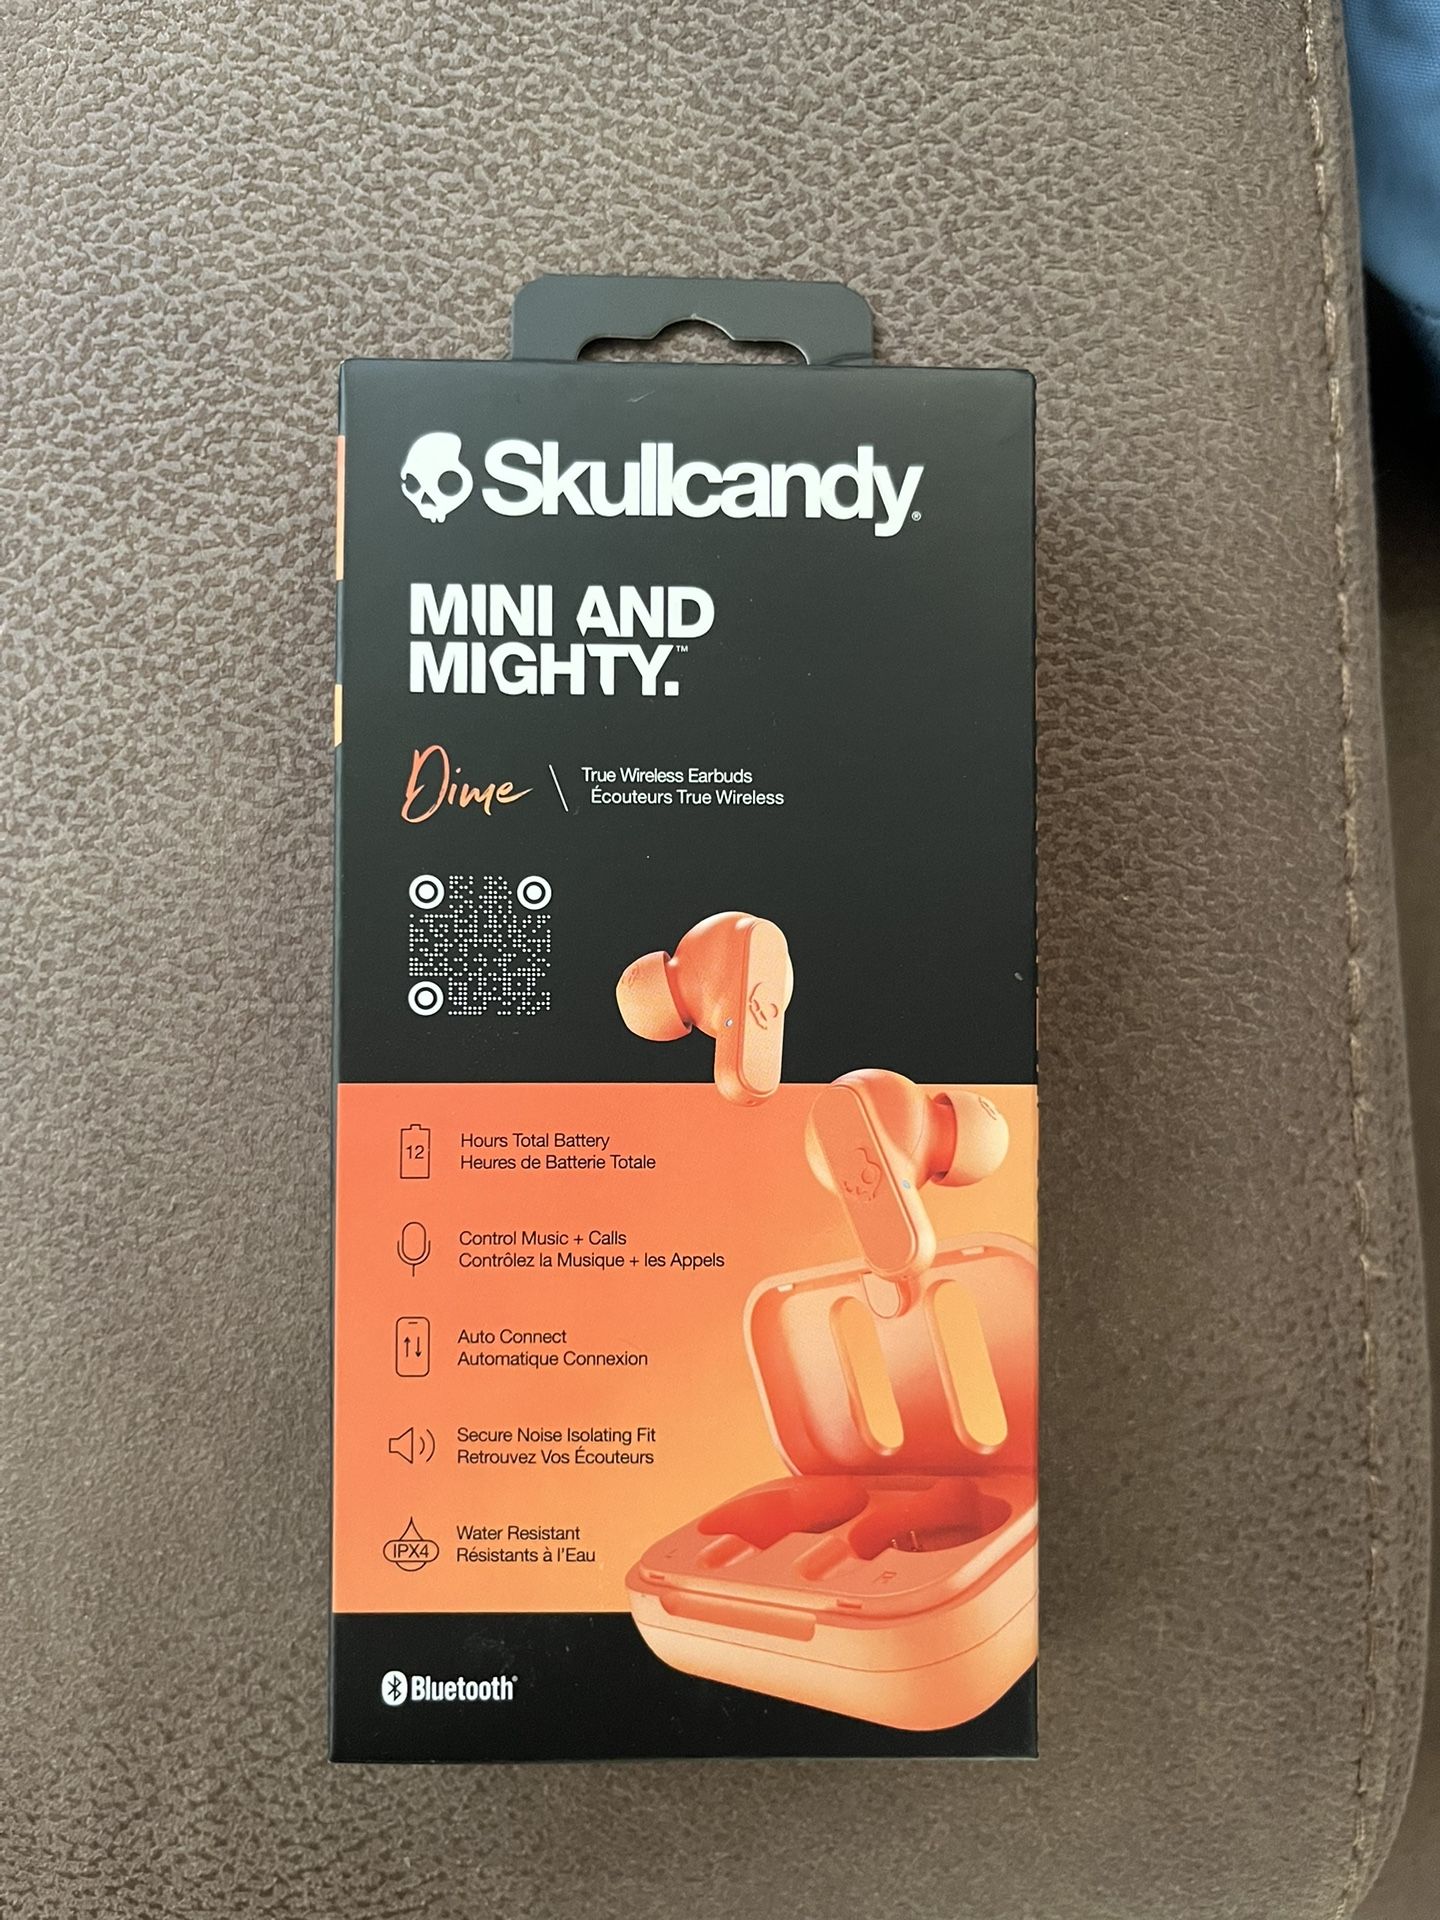 Skullcandy®
MINI AND
MIGHTY.™
Dime
True Wireless Earbuds
Écouteurs True Wireless
12
Hours Total Battery
Heures de Batterie Totale
Control Music + Calls
Contrôlez la Musique + les Appels
Auto Connect
Automatique Connexion
Secure Noise Isolating Fit
Retrouvez Vos Écouteurs
IPX4
Water Resistant
Résistants à l'Eau
L
R
Bluetooth®